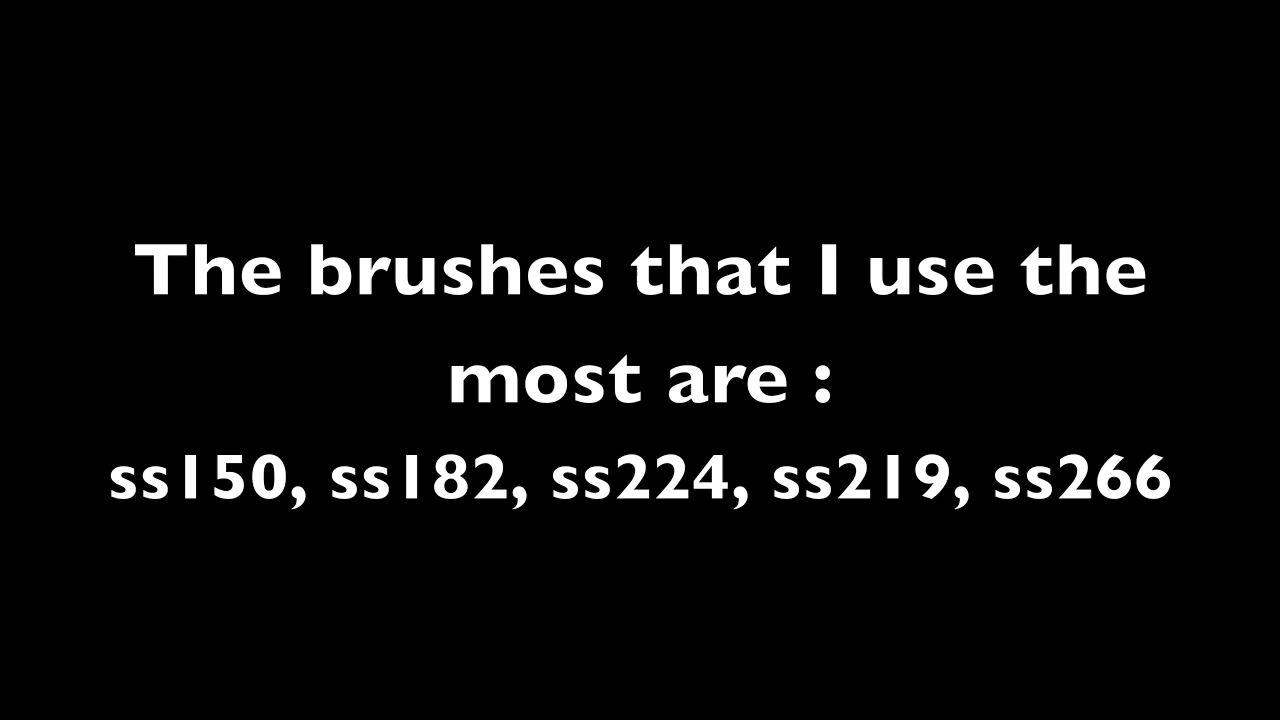 The brushes that I use the
most are :
ss150, ss182, ss224, ss219, ss266